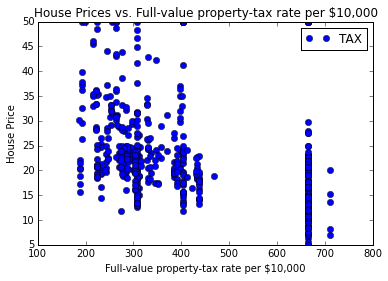 House Prices vs. Full-value property-tax rate per $10,000
50
45
40
35
30
25
20
15
10
5
House Price
TAX
100 200 300 400 500 600 700 800
Full-value property-tax rate per $10,000